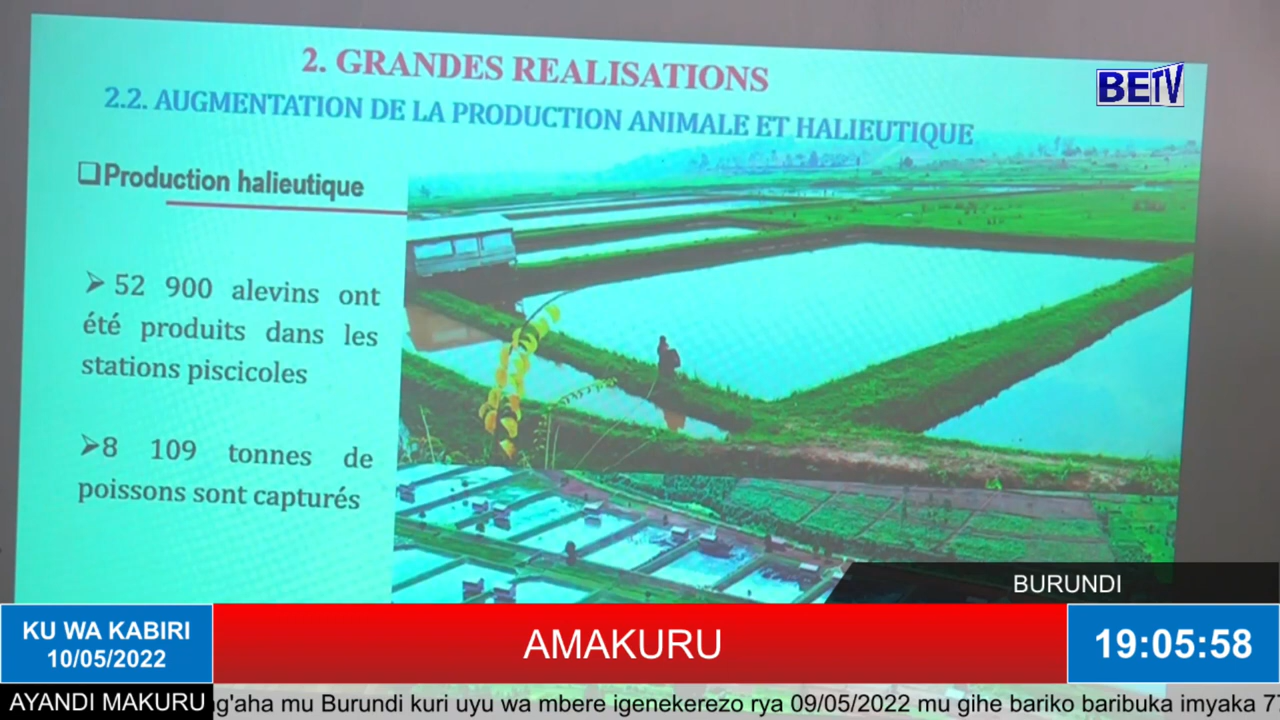 2. GRANDES REALISATIONS
BETV
2.2. AUGMENTATION DE LA PRODUCTION ANIMALE ET HALIEUTIQUE
❑Production halieutique
➢ 52 900 alevins ont
été produits dans les
stations piscicoles
➢8 109 tonnes de
poissons sont capturés
BURUNDI
KU WA KABIRI
10/05/2022
AMAKURU
19:05:58
AYANDI MAKURU
g'aha mu Burundi kuri uyu wa mbere igenekerezo rya 09/05/2022 mu gihe bariko baribuka imyaka 7